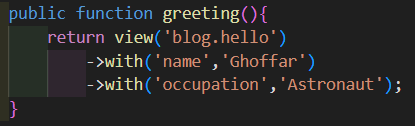 public function greeting(){
    return view('blog.hello')
        ->with('name','Ghoffar')
        ->with('occupation','Astronaut');
}